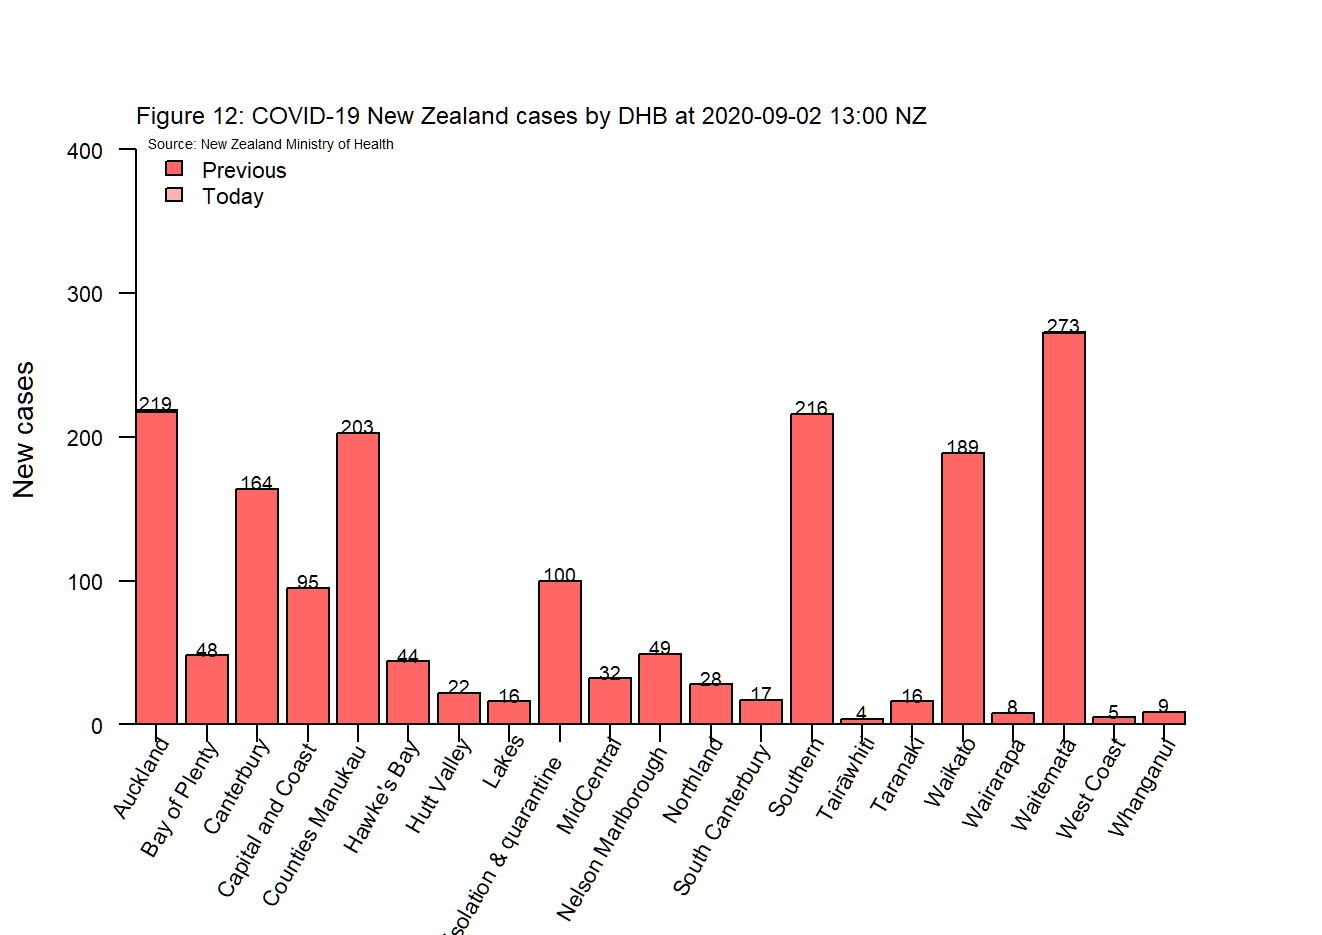 Figure 12: COVID-19 New Zealand cases by DHB at 2020-09-02 13:00 NZ
Source: New Zealand Ministry of Health
Previous
Today
New cases
400
300
200
100
0
219
48
164
95
203
44
22
16
100
32
49
28
17
216
4
16
189
8
273
5
9
Auckland
Bay of Plenty
Canterbury
Capital and Coast
Counties Manukau
Hawke's Bay
Hutt Valley
Lakes
solation & quarantine
MidCentral
Nelson Marlborough
Northland
South Canterbury
Southern
Tairāwhiti
Taranaki
Waikato
Wairarapa
Waitematā
West Coast
Whanganui